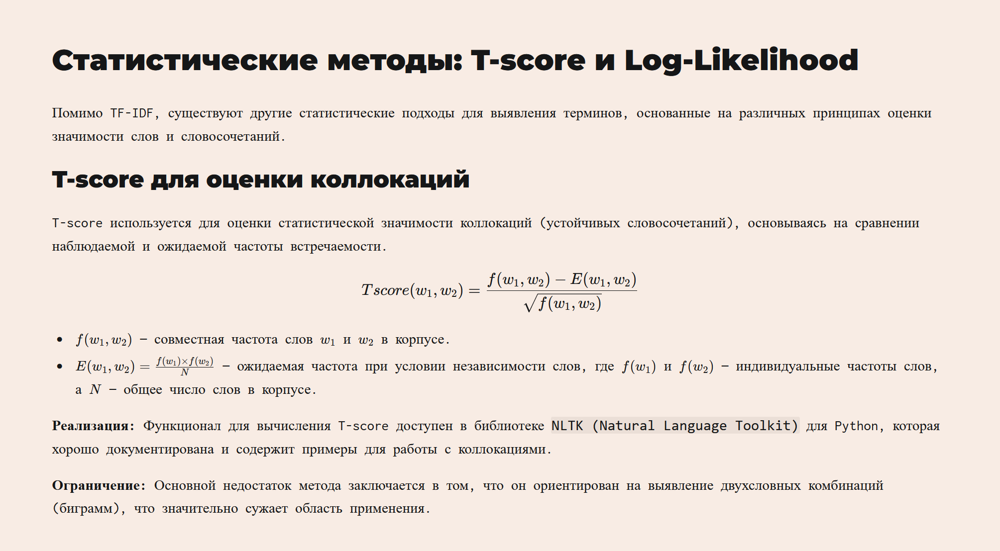 Статистические методы: T-score и Log-Likelihood
Помимо TF-IDF, существуют другие статистические подходы для выявления терминов, основанные на различных принципах оценки
значимости слов и словосочетаний.
T-score для оценки коллокаций
T-score используется для оценки статистической значимости коллокаций (устойчивых словосочетаний), основываясь на сравнении
наблюдаемой и ожидаемой частоты встречаемости.
$Tscore(w_1, w_2) = \frac{f(w_1, w_2) - E(w_1, w_2)}{\sqrt{f(w_1, w_2)}}$
• $f(w_1, w_2)$ – совместная частота слов $w_1$ и $w_2$ в корпусе.
• $E(w_1, w_2) = \frac{f(w_1) \times f(w_2)}{N}$ – ожидаемая частота при условии независимости слов, где $f(w_1)$ и $f(w_2)$ – индивидуальные частоты слов,
а $N$ – общее число слов в корпусе.
Реализация: Функционал для вычисления T-score доступен в библиотеке NLTK (Natural Language Toolkit) для Python, которая
хорошо документирована и содержит примеры для работы с коллокациями.
Ограничение: Основной недостаток метода заключается в том, что он ориентирован на выявление двухсловных комбинаций
(биграмм), что значительно сужает область применения.